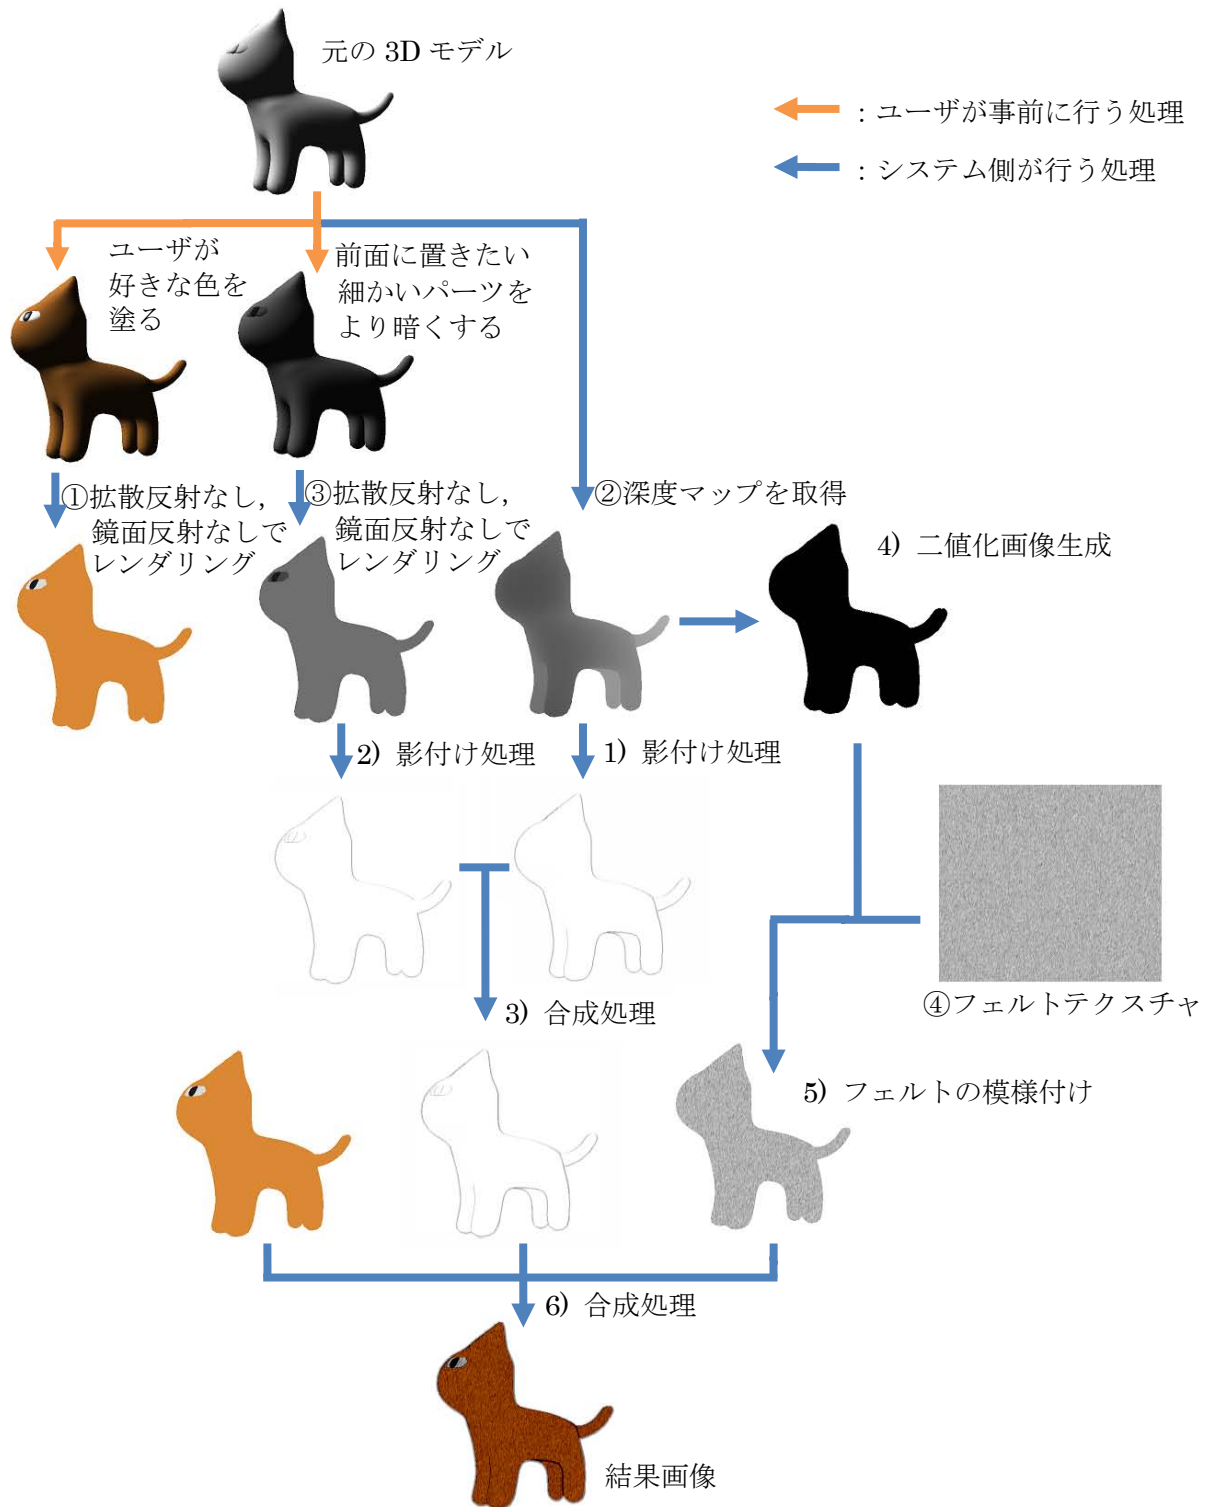 元の 3D モデル
：ユーザが事前に行う処理
：システム側が行う処理
ユーザが
好きな色を
塗る
前面に置きたい
細かいパーツを
より暗くする
①拡散反射なし，
鏡面反射なしで
レンダリング
③拡散反射なし，
鏡面反射なしで
レンダリング
②深度マップを取得
4) 二値化画像生成
2) 影付け処理
1) 影付け処理
3) 合成処理
④フェルトテクスチャ
5) フェルトの模様付け
6) 合成処理
結果画像